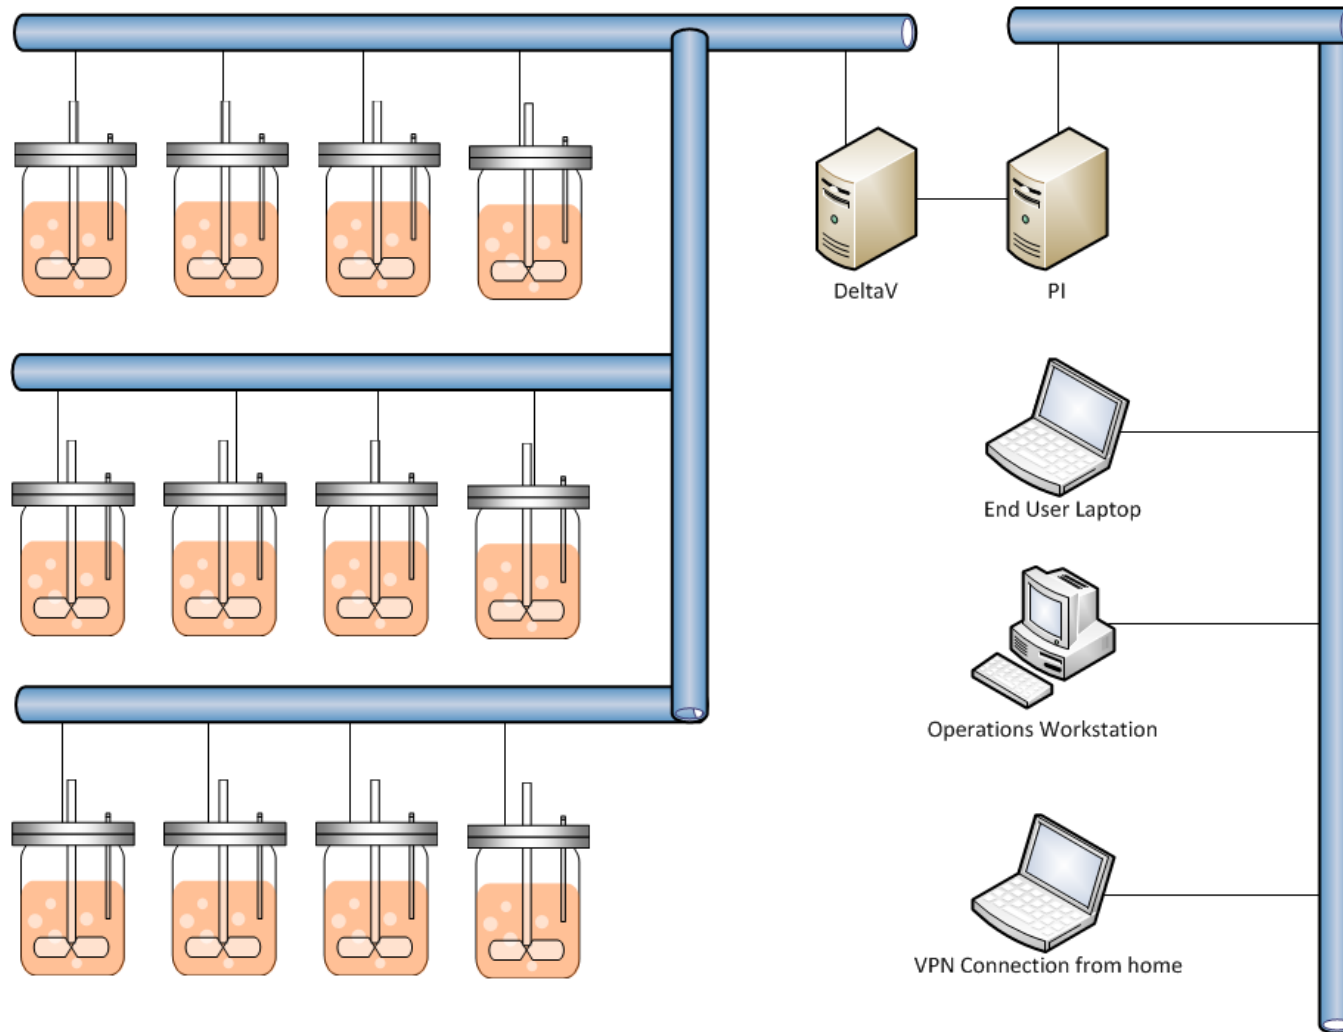 DeltaV
PI
End User Laptop
Operations Workstation
VPN Connection from home